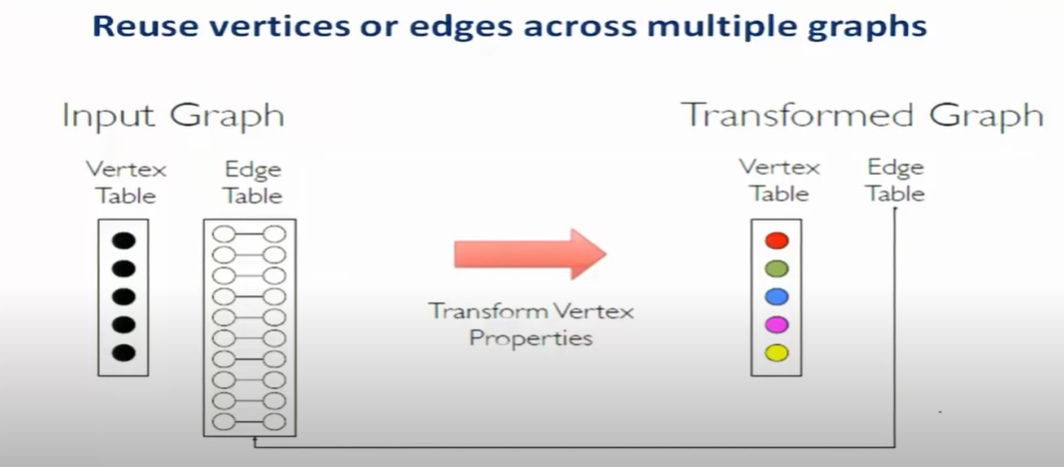 Reuse vertices or edges across multiple graphs
Input Graph
Transformed Graph
Vertex
Table
Edge
Table
Transform Vertex
Properties
Vertex
Table
Edge
Table